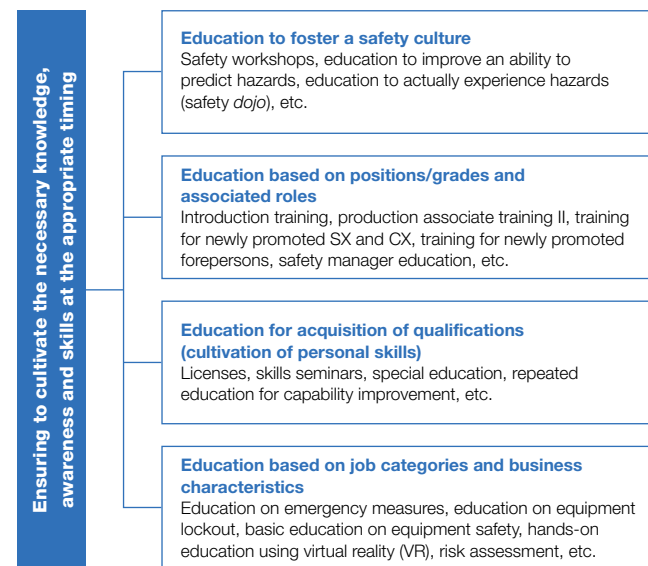 Ensuring to cultivate the necessary knowledge,
awareness and skills at the appropriate timing
Education to foster a safety culture
Safety workshops, education to improve an ability to
predict hazards, education to actually experience hazards
(safety dojo), etc.
Education based on positions/grades and
associated roles
Introduction training, production associate training II, training
for newly promoted SX and CX, training for newly promoted
forepersons, safety manager education, etc.
Education for acquisition of qualifications
(cultivation of personal skills)
Licenses, skills seminars, special education, repeated
education for capability improvement, etc.
Education based on job categories and business
characteristics
Education on emergency measures, education on equipment
lockout, basic education on equipment safety, hands-on
education using virtual reality (VR), risk assessment, etc.